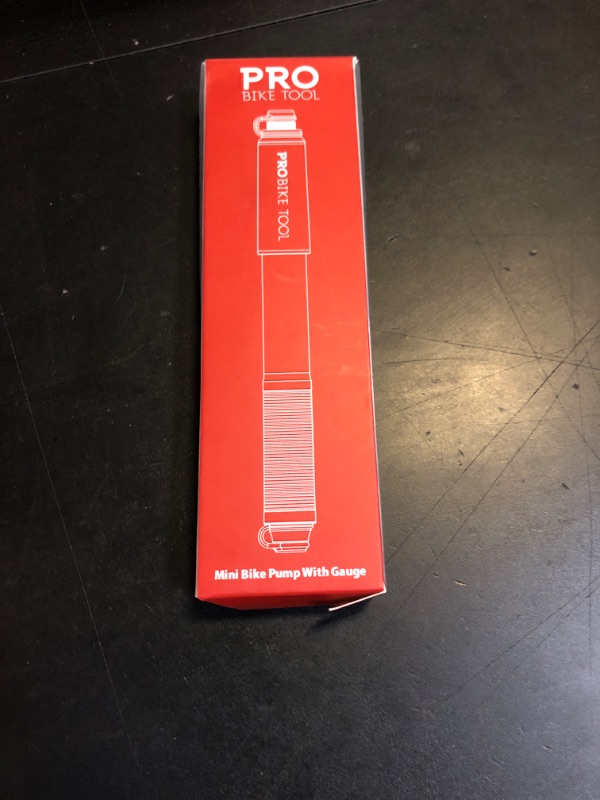 PRO
BIKE TOOL
PROBIKE TOOL
Mini Bike Pump With Gauge